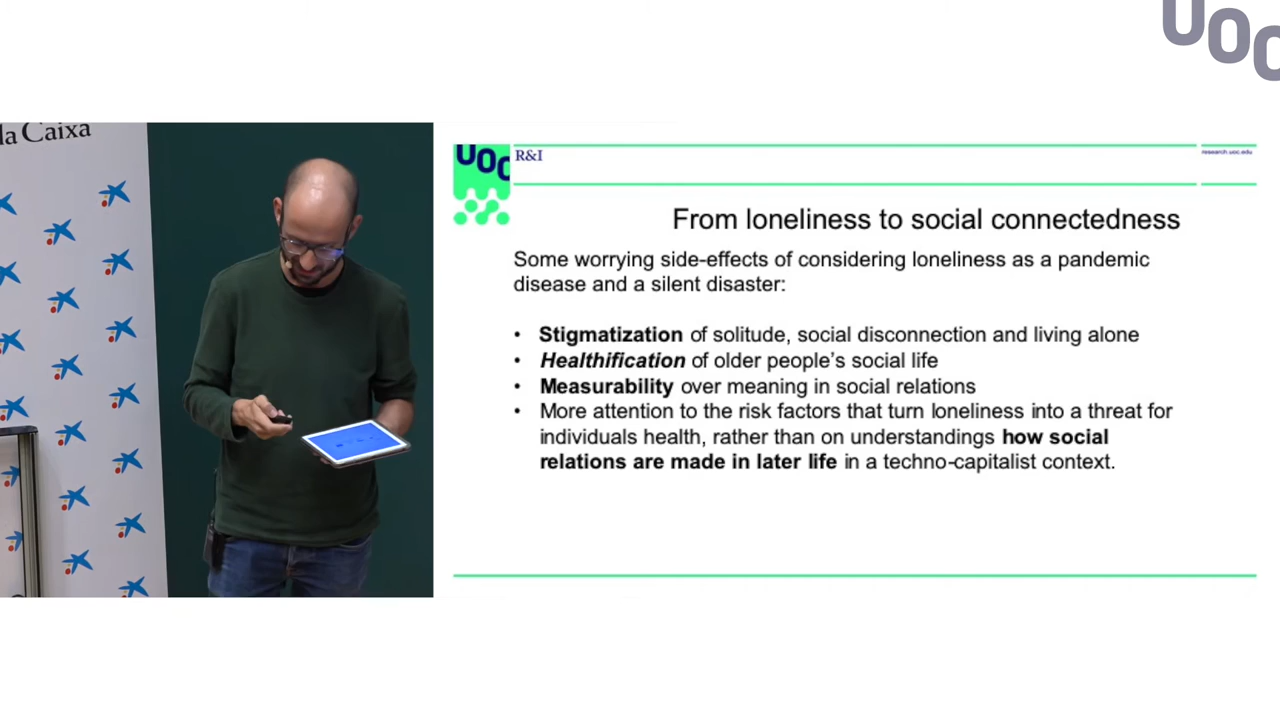 UOC
la Caixa
UOC
R&I
research.uoc.edu
From loneliness to social connectedness
Some worrying side-effects of considering loneliness as a pandemic
disease and a silent disaster:
• Stigmatization of solitude, social disconnection and living alone
• Healthification of older people’s social life
• Measurability over meaning in social relations
• More attention to the risk factors that turn loneliness into a threat for
individuals health, rather than on understandings how social
relations are made in later life in a techno-capitalist context.